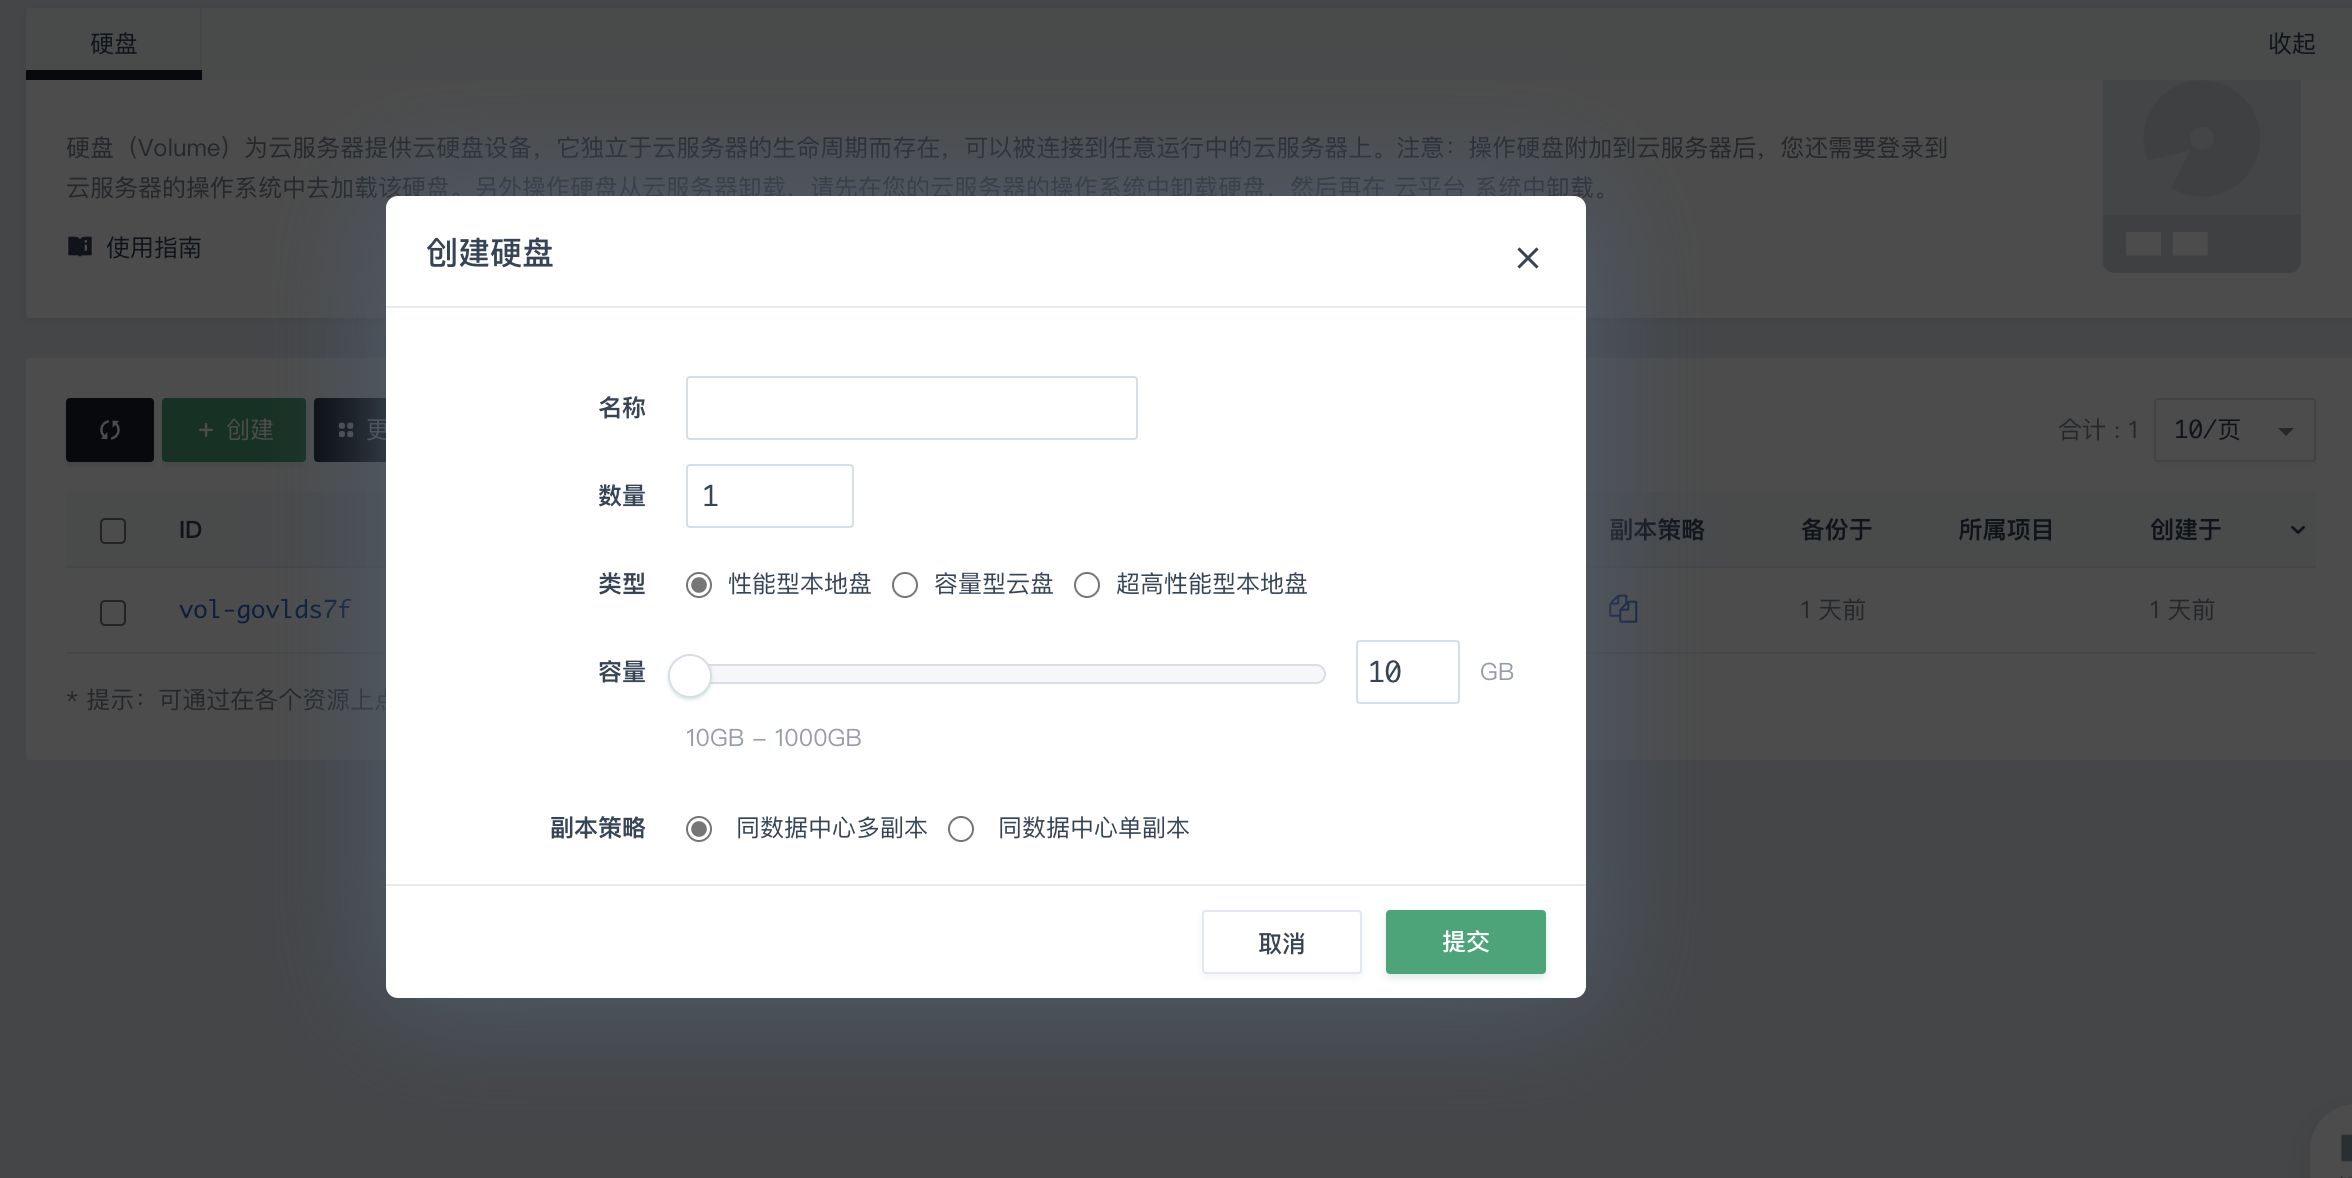 硬盘
收起
硬盘（Volume）为云服务器提供云硬盘设备，它独立于云服务器的生命周期而存在，可以被连接到任意运行中的云服务器上。注意：操作硬盘附加到云服务器后，您还需要登录到
云服务器的操作系统中去加载该硬盘。另外操作硬盘从云服务器卸载，请先在您的云服务器的操作系统中卸载硬盘，然后再在 云平台 系统中卸载。
使用指南
创建硬盘
名称
数量
1
类型
性能型本地盘
容量型云盘
超高性能型本地盘
容量
10
GB
10GB – 1000GB
副本策略
同数据中心多副本
同数据中心单副本
取消
提交
+ 创建
更
合计：1
10/页
ID
副本策略
备份于
所属项目
创建于
vol-govlds7f
1 天前
1 天前
* 提示：可通过在各个资源上点